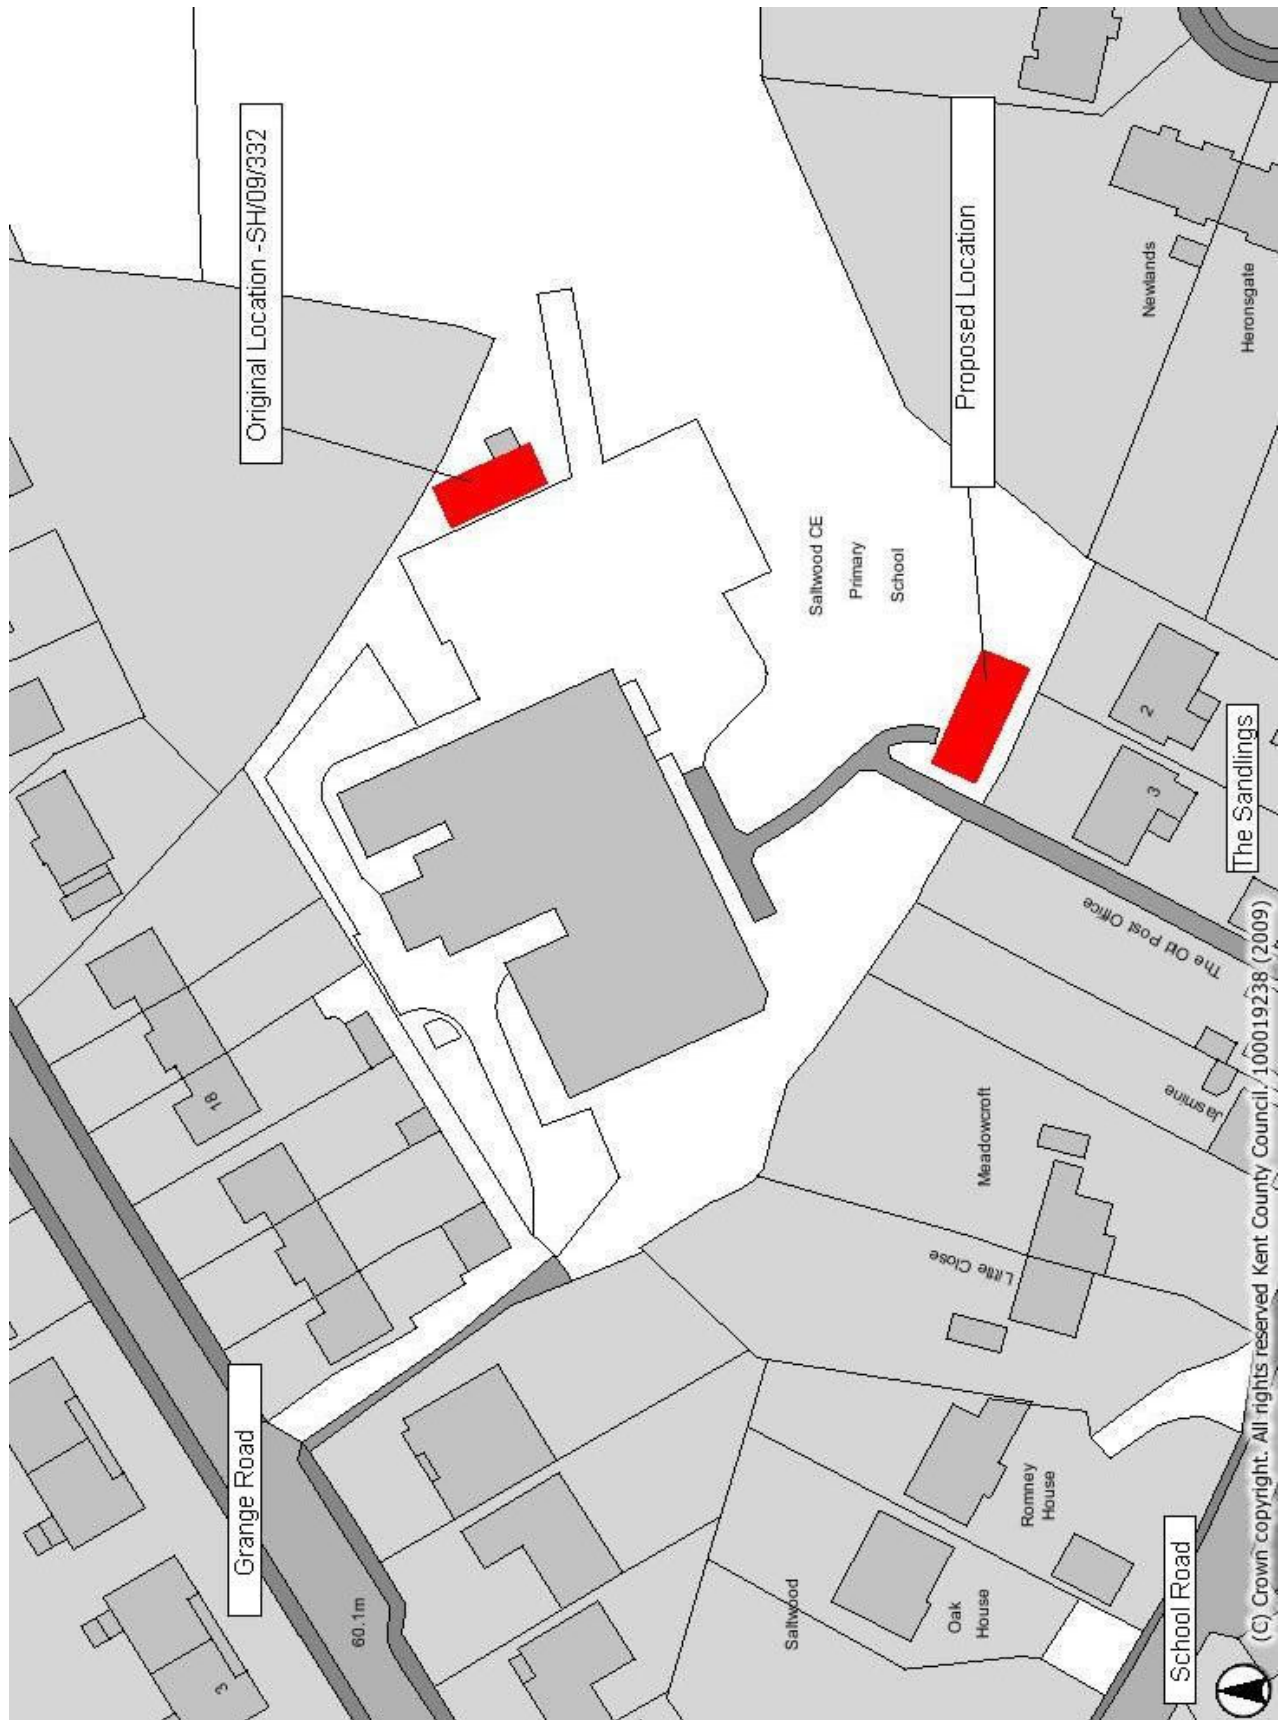 Original Location -SH/09/332
Proposed Location
Newlands
Heronsgate
Saltwood CE
Primary
School
2
3
The Sandlings
The Old Post Office
Jasmine
Meadowcroft
Little Close
18
Grange Road
60.1m
3
Saltwood
Oak
House
Romney
House
School Road
(C) Crown copyright. All rights reserved Kent County Council. 100019238 (2009)